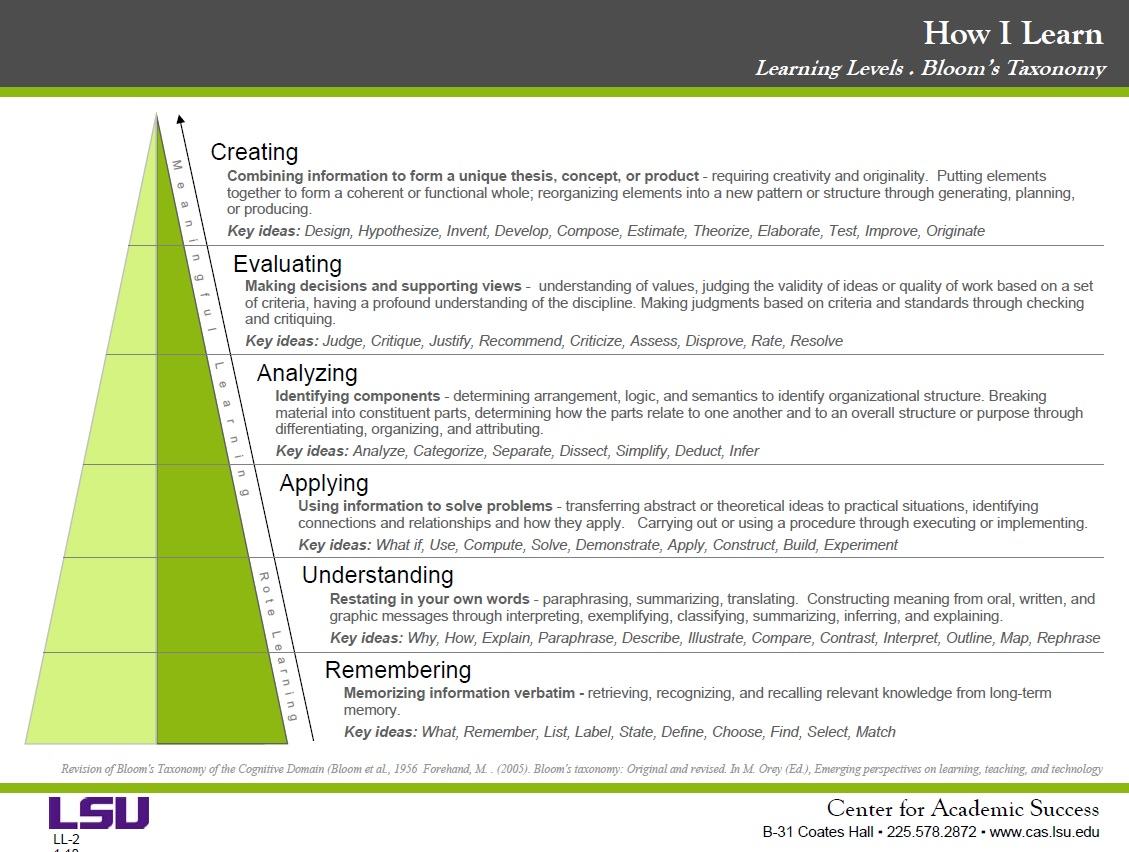 How I Learn
Learning Levels . Bloom's Taxonomy
Creating
Combining information to form a unique thesis, concept, or product - requiring creativity and originality.  Putting elements
together to form a coherent or functional whole; reorganizing elements into a new pattern or structure through generating, planning,
or producing.
Key ideas: Design, Hypothesize, Invent, Develop, Compose, Estimate, Theorize, Elaborate, Test, Improve, Originate
Evaluating
Making decisions and supporting views -  understanding of values, judging the validity of ideas or quality of work based on a set
of criteria, having a profound understanding of the discipline. Making judgments based on criteria and standards through checking
and critiquing.
Key ideas: Judge, Critique, Justify, Recommend, Criticize, Assess, Disprove, Rate, Resolve
Analyzing
Identifying components - determining arrangement, logic, and semantics to identify organizational structure. Breaking
material into constituent parts, determining how the parts relate to one another and to an overall structure or purpose through
differentiating, organizing, and attributing.
Key ideas: Analyze, Categorize, Separate, Dissect, Simplify, Deduct, Infer
Meaningful Learning
Applying
Using information to solve problems - transferring abstract or theoretical ideas to practical situations, identifying
connections and relationships and how they apply.   Carrying out or using a procedure through executing or implementing.
Key ideas: What if, Use, Compute, Solve, Demonstrate, Apply, Construct, Build, Experiment
Understanding
Restating in your own words - paraphrasing, summarizing, translating.  Constructing meaning from oral, written, and
graphic messages through interpreting, exemplifying, classifying, summarizing, inferring, and explaining.
Key ideas: Why, How, Explain, Paraphrase, Describe, Illustrate, Compare, Contrast, Interpret, Outline, Map, Rephrase
Rote Learning
Remembering
Memorizing information verbatim - retrieving, recognizing, and recalling relevant knowledge from long-term
memory.
Key ideas: What, Remember, List, Label, State, Define, Choose, Find, Select, Match
Revision of Bloom's Taxonomy of the Cognitive Domain (Bloom et al., 1956  Forehand, M. . (2005). Bloom's taxonomy: Original and revised. In M. Orey (Ed.), Emerging perspectives on learning, teaching, and technology
LSU
LL-2
Center for Academic Success
B-31 Coates Hall ▪ 225.578.2872 ▪ www.cas.lsu.edu